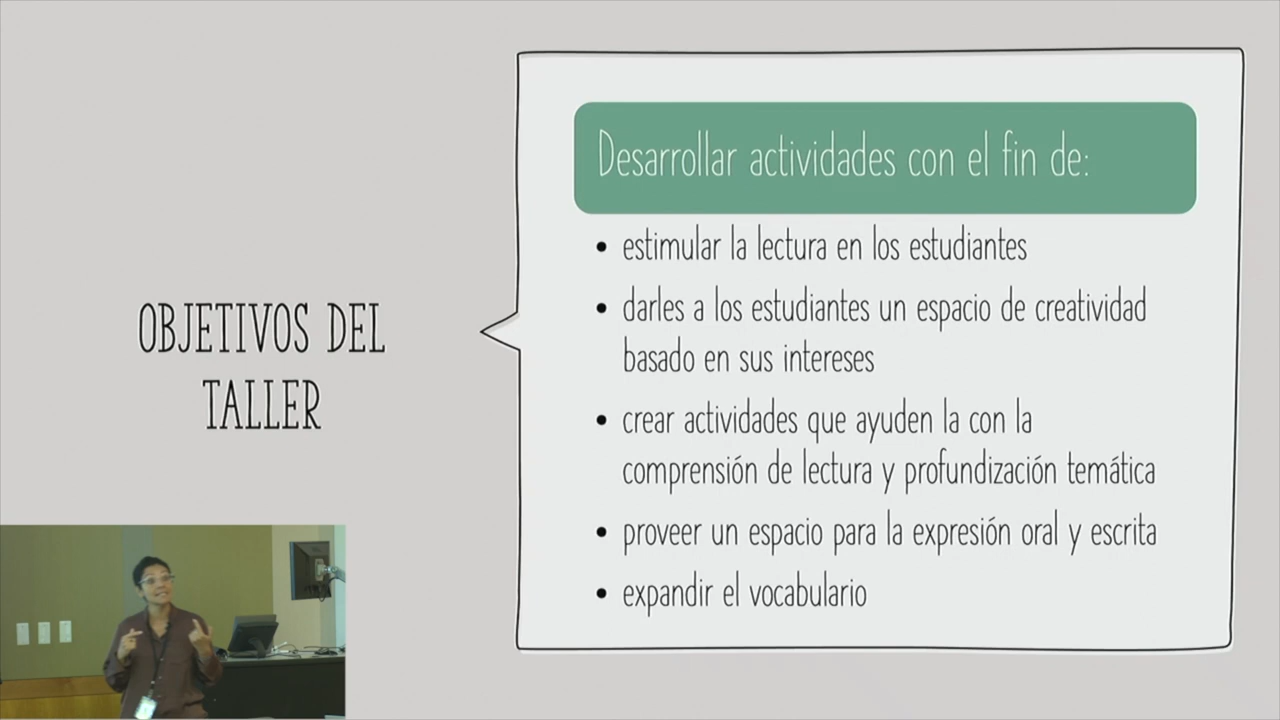 OBJETIVOS DEL
TALLER
Desarrollar actividades con el fin de:
• estimular la lectura en los estudiantes
• darles a los estudiantes un espacio de creatividad
basado en sus intereses
• crear actividades que ayuden la con la
comprensión de lectura y profundización temática
• proveer un espacio para la expresión oral y escrita
• expandir el vocabulario